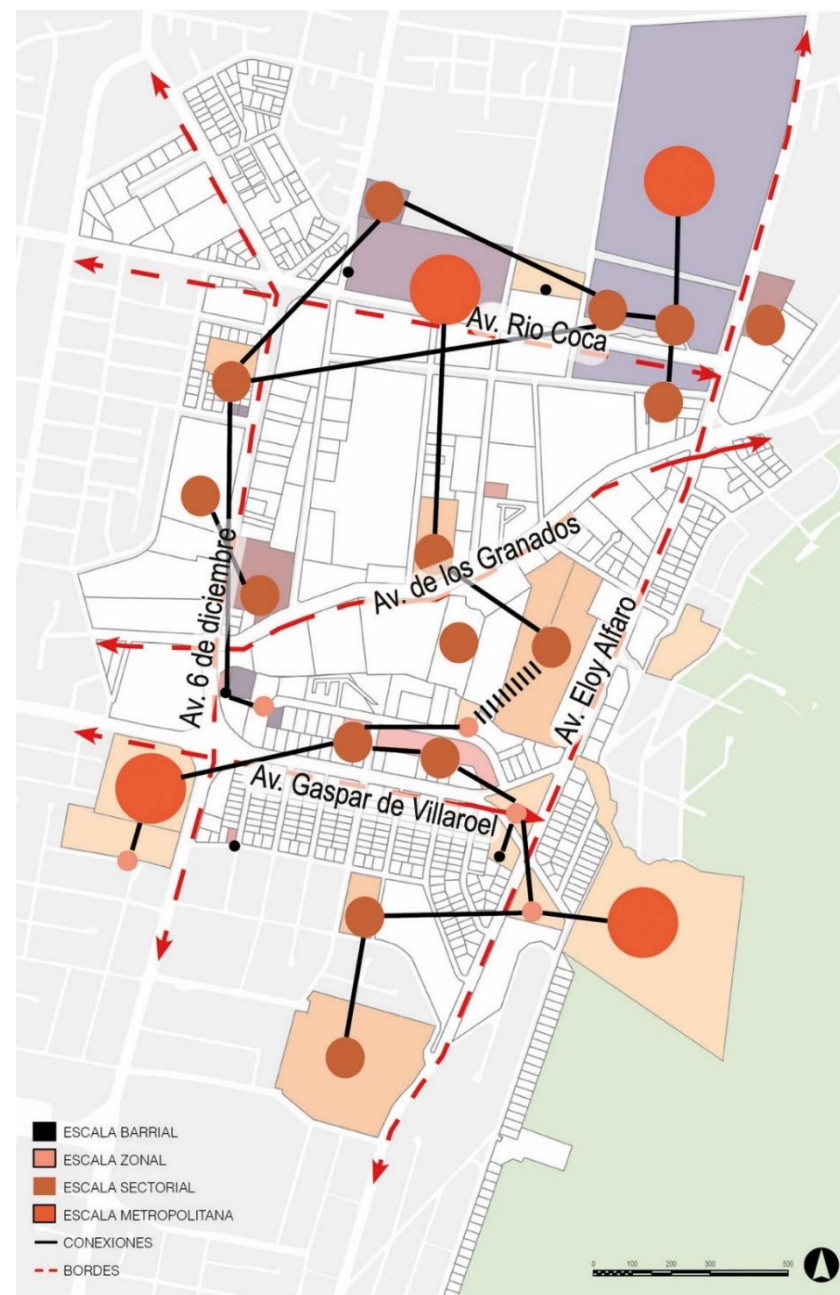 Av. Rio Coca
Av. de los Granados
Av. 6 de diciembre
Av. Eloy Alfaro
Av. Gaspar de Villaroel
ESCALA BARRIAL
ESCALA ZONAL
ESCALA SECTORIAL
ESCALA METROPOLITANA
CONEXIONES
BORDES
0 100 200 300 500